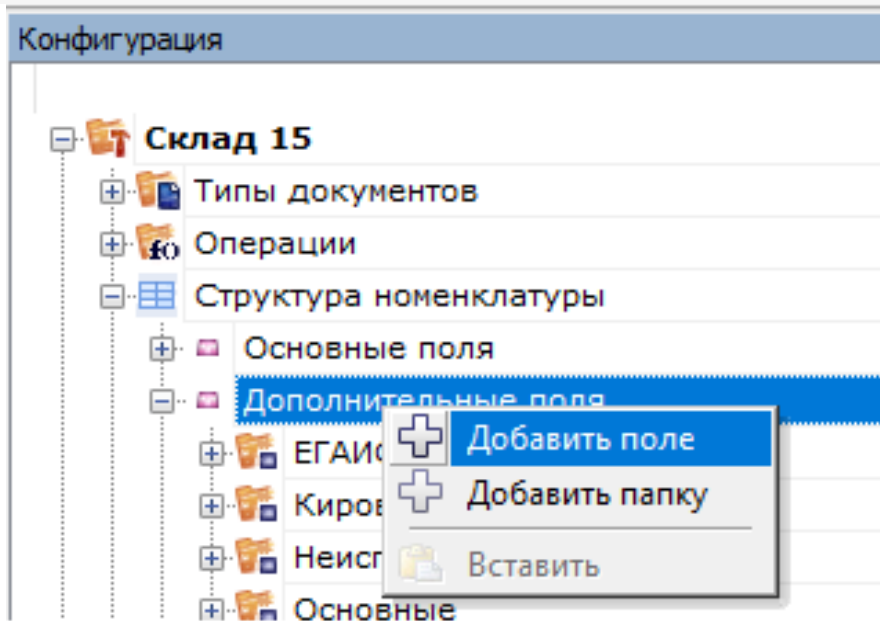 Конфигурация
Склад 15
Типы документов
Операции
Структура номенклатуры
Основные поля
Дополнительные поля
Добавить поле
Добавить папку
Вставить
Основные